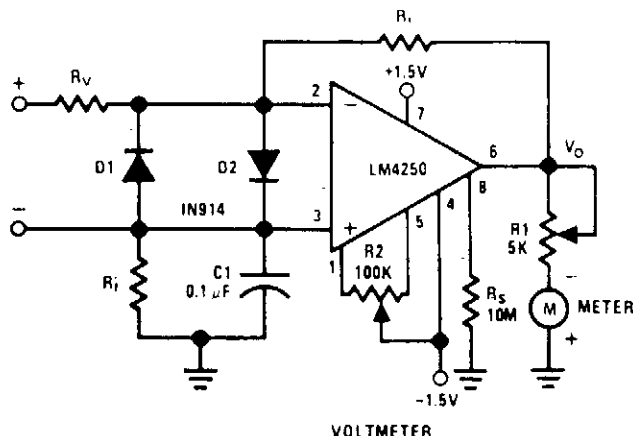 Rf
+1.5V
+
RV
2
−
7
6
VO
D1
D2
LM4250
8
IN914
3
+
5
4
R1
5K
−
1
R2
100K
C1
0.1 µF
Rf
RS
10M
M
METER
+
−
−1.5V
VOLTMETER